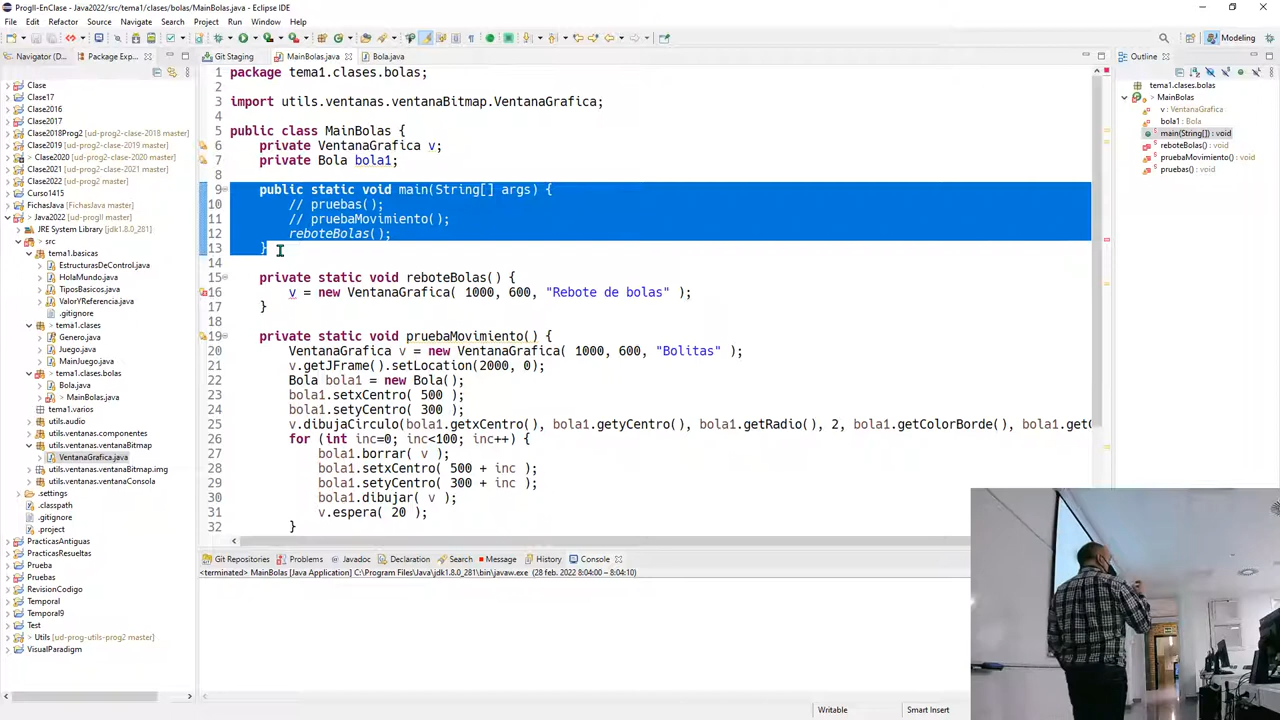 ProgII-EnClase - Java2022/src/tema1/clases/bolas/MainBolas.java - Eclipse IDE
File Edit Refactor Source Navigate Search Project Run Window Help
Modeling
Navigator (D...
Package Exp...
Git Staging
MainBolas.java
Bola.java
Outline
Clase
Clase17
Clase2016
Clase2017
Clase2018Prog2 [ud-prog2-clase-2018 master]
Clase2019 [ud-prog2-clase-2019 master]
> Clase2020 [ud-prog2-clase-2020 master]
Clase2021 [ud-prog2-clase-2021 master]
Clase2022 [ud-prog2 master]
Curso1415
FichasJava [FichasJava master]
> Java2022 [ud-progII master]
JRE System Library [jdk1.8.0_281]
> src
tema1.basicas
EstructurasDeControl.java
HolaMundo.java
TiposBasicos.java
ValorYReferencia.java
.gitignore
> tema1.clases
Genero.java
Juego.java
MainJuego.java
> tema1.clases.bolas
Bola.java
> MainBolas.java
tema1.varios
utils.audio
utils.ventanas.componentes
utils.ventanas.ventanaBitmap
VentanaGrafica.java
utils.ventanas.ventanaBitmap.img
utils.ventanas.ventanaConsola
.settings
.classpath
.gitignore
.project
PracticasAntiguas
PracticasResueltas
Prueba
Pruebas
RevisionCodigo
Temporal
Temporal9
Test
> Utils [ud-prog-utils-prog2 master]
VisualParadigm
1 package tema1.clases.bolas;
2
3 import utils.ventanas.ventanaBitmap.VentanaGrafica;
4
5 public class MainBolas {
6 private VentanaGrafica v;
7 private Bola bola1;
8
9 public static void main(String[] args) {
10 // pruebas();
11 // pruebaMovimiento();
12 reboteBolas();
13 }
14
15 private static void reboteBolas() {
16 v = new VentanaGrafica( 1000, 600, "Rebote de bolas" );
17 }
18
19 private static void pruebaMovimiento() {
20 VentanaGrafica v = new VentanaGrafica( 1000, 600, "Bolitas" );
21 v.getJFrame().setLocation(2000, 0);
22 Bola bola1 = new Bola();
23 bola1.setxCentro( 500 );
24 bola1.setyCentro( 300 );
25 v.dibujaCirculo(bola1.getxCentro(), bola1.getyCentro(), bola1.getRadio(), 2, bola1.getColorBorde(), bola1.getC
26 for (int inc=0; inc<100; inc++) {
27 bola1.borrar( v );
28 bola1.setxCentro( 500 + inc );
29 bola1.setyCentro( 300 + inc );
30 bola1.dibujar( v );
31 v.espera( 20 );
32 }
tema1.clases.bolas
MainBolas
v : VentanaGrafica
bola1 : Bola
main(String[]) : void
reboteBolas() : void
pruebaMovimiento() : void
pruebas() : void
Git Repositories Problems Javadoc Declaration Search Message History Console
<terminated> MainBolas [Java Application] C:\Program Files\Java\jdk1.8.0_281\bin\javaw.exe (28 feb. 2022 8:04:00 – 8:04:10)
Writable
Smart Insert